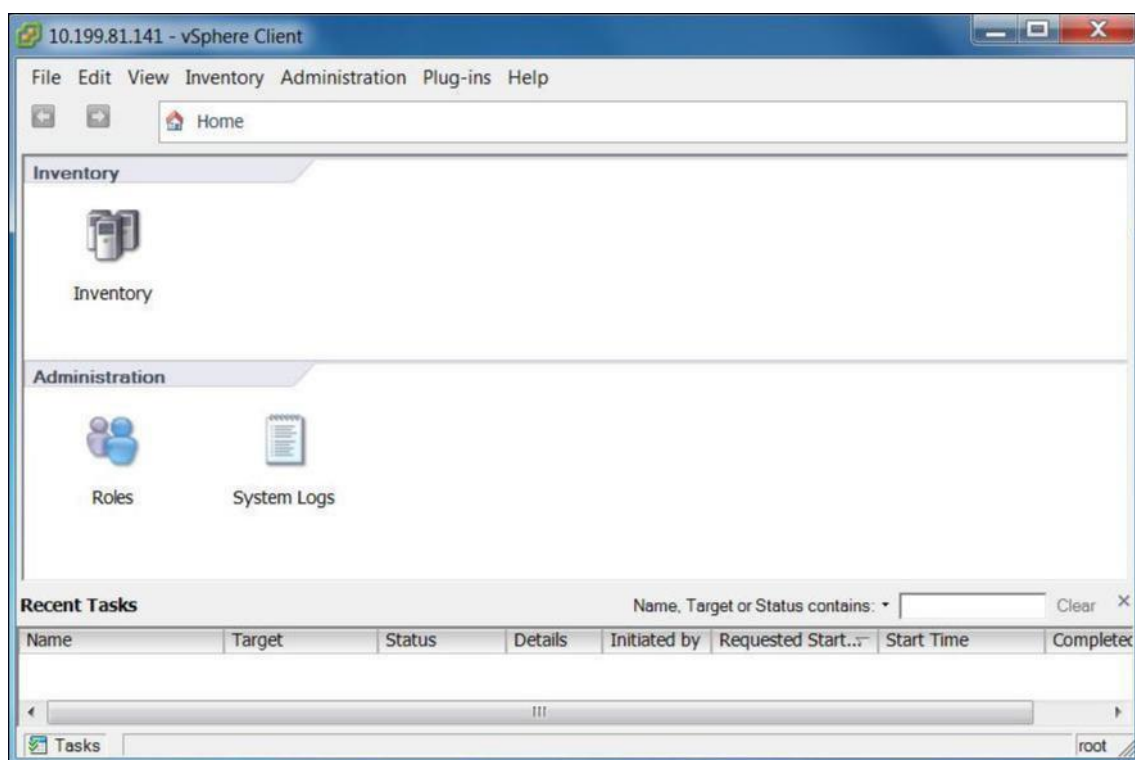 10.199.81.141 - vSphere Client
File Edit View Inventory Administration Plug-ins Help
Home
Inventory
Inventory
Administration
Roles System Logs
Recent Tasks Name, Target or Status contains: Clear
Name Target Status Details Initiated by Requested Start... Start Time Completed
Tasks root